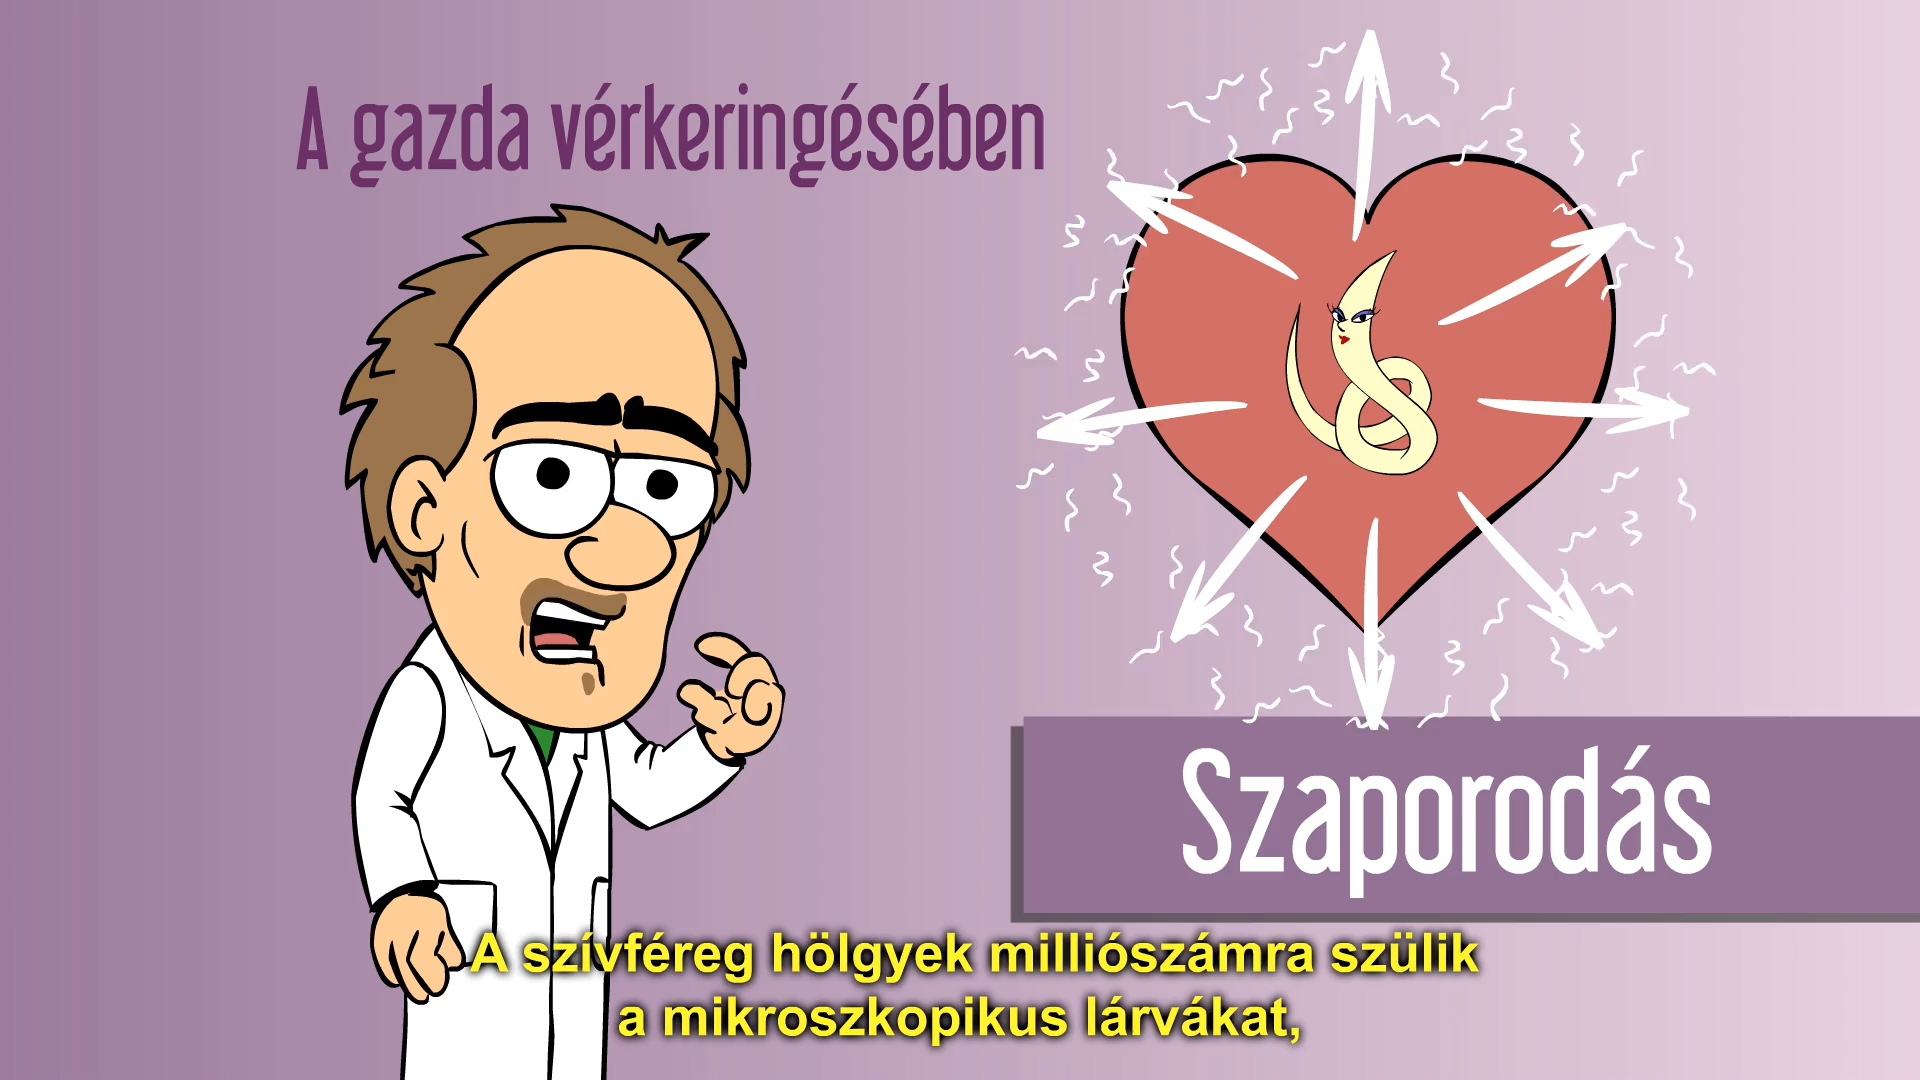 A gazda vérkeringésében
Szaporodás
A szívféreg hölgyek milliószámra szülik
a mikroszkopikus lárvákat,